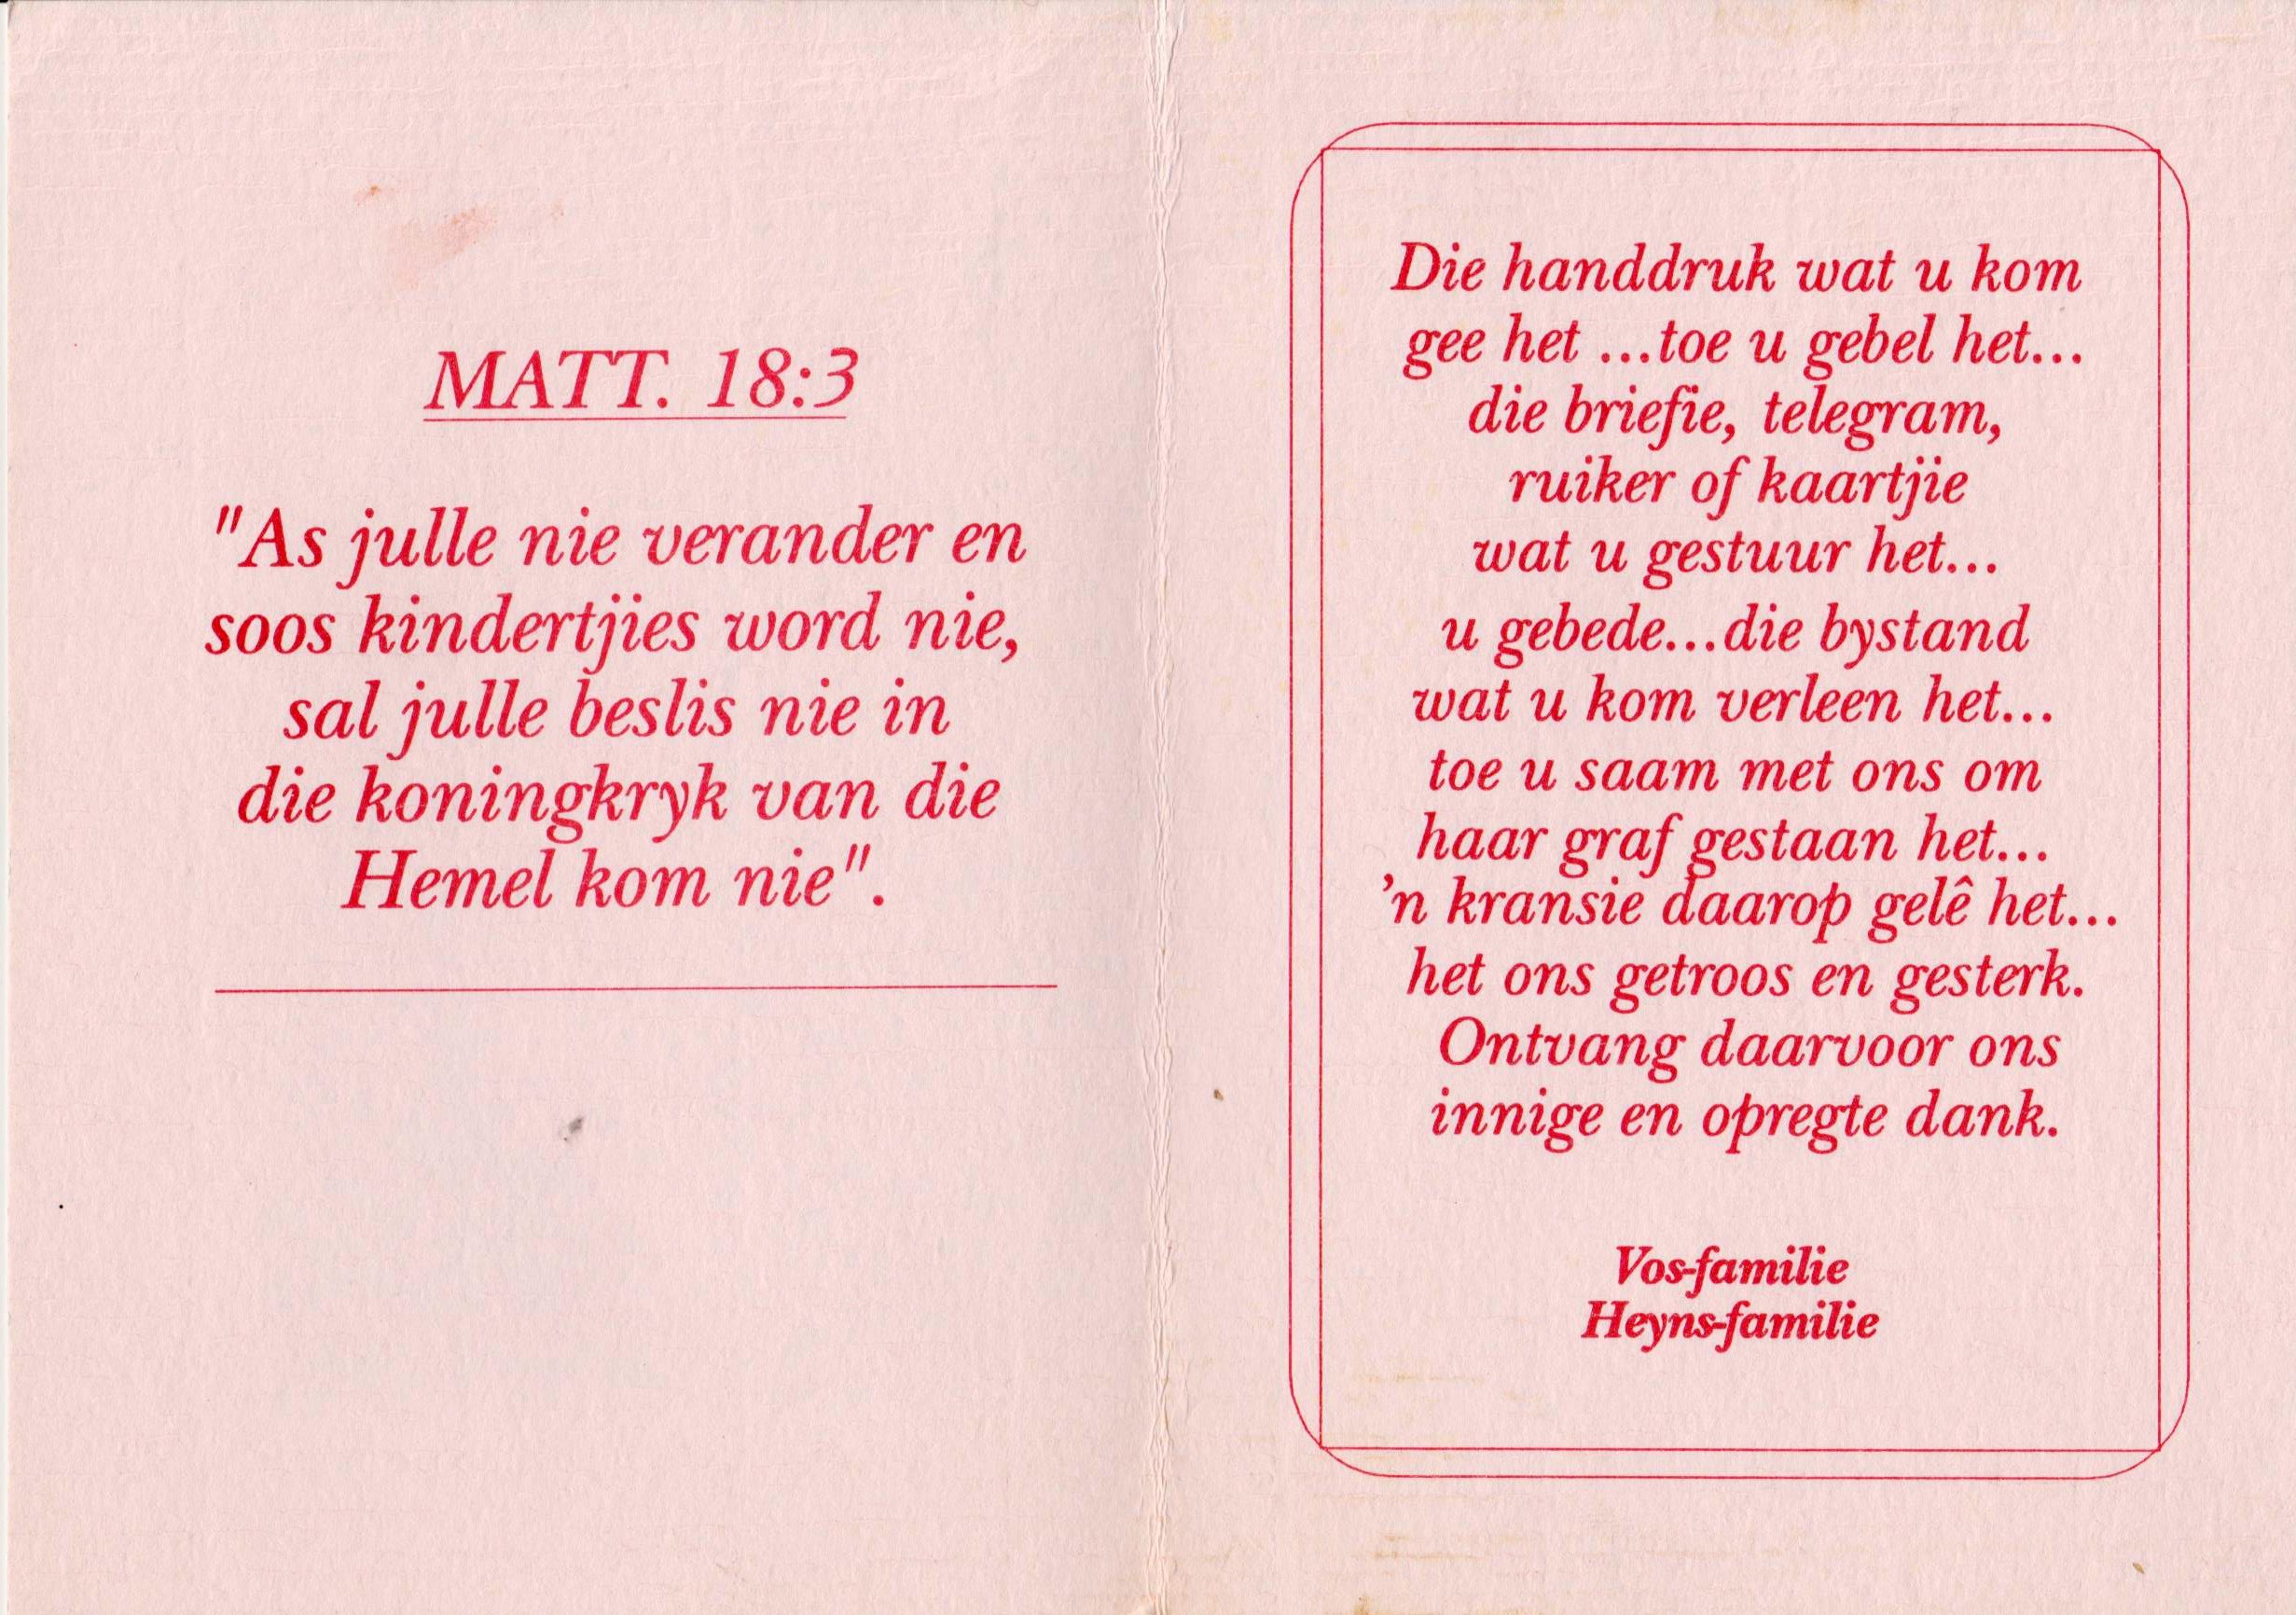 MATT. 18:3
"As julle nie verander en
soos kindertjies word nie,
sal julle beslis nie in
die koningkryk van die
Hemel kom nie".
Die handdruk wat u kom
gee het ...toe u gebel het...
die briefie, telegram,
ruiker of kaartjie
wat u gestuur het...
u gebede...die bystand
wat u kom verleen het...
toe u saam met ons om
haar graf gestaan het...
'n kransie daarop gelê het...
het ons getroos en gesterk.
Ontvang daarvoor ons
innige en opregte dank.
Vos-familie
Heyns-familie